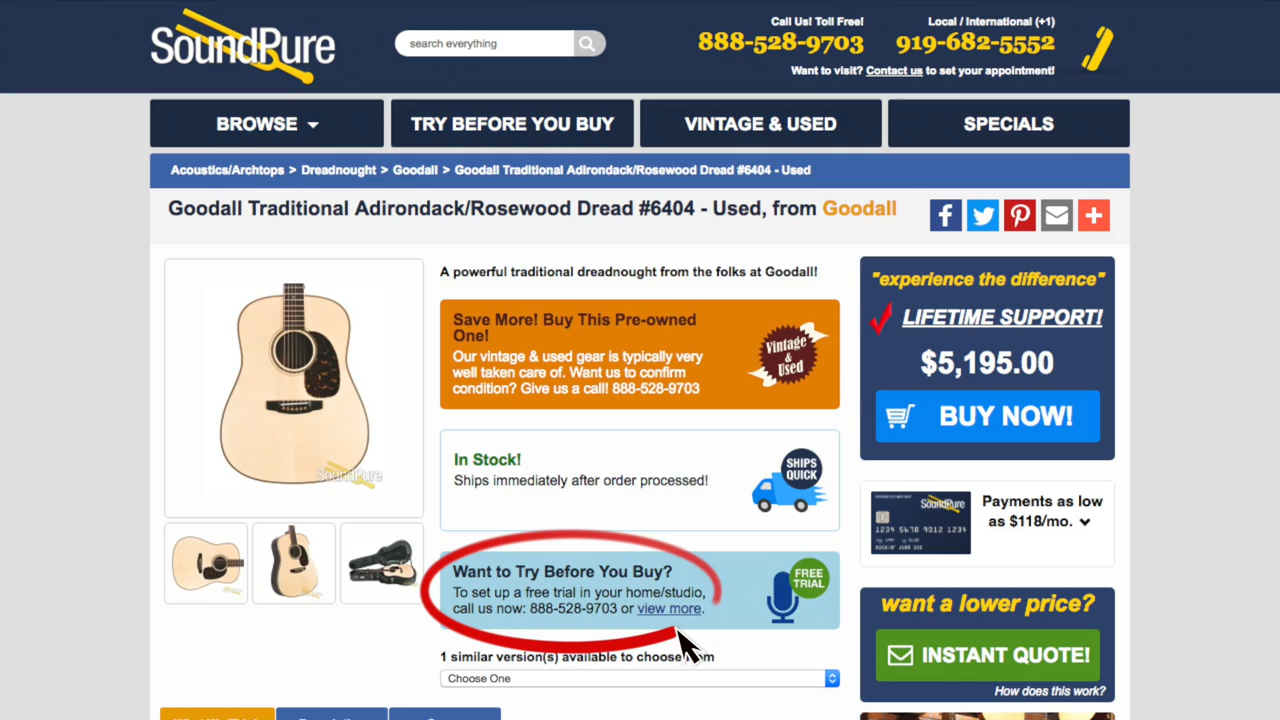 SoundPure
search everything
Call Us! Toll Free!
888-528-9703
Local / International (+1)
919-682-5552
Want to visit? Contact us to set your appointment!
BROWSE
TRY BEFORE YOU BUY
VINTAGE & USED
SPECIALS
Acoustics/Archtops > Dreadnought > Goodall > Goodall Traditional Adirondack/Rosewood Dread #6404 - Used
Goodall Traditional Adirondack/Rosewood Dread #6404 - Used, from Goodall
SoundPure
A powerful traditional dreadnought from the folks at Goodall!
Save More! Buy This Pre-owned
One!
Our vintage & used gear is typically very
well taken care of. Want us to confirm
condition? Give us a call! 888-528-9703
Vintage
&
Used
In Stock!
Ships immediately after order processed!
SHIPS
QUICK
Want to Try Before You Buy?
To set up a free trial in your home/studio,
call us now: 888-528-9703 or view more.
FREE
TRIAL
1 similar version(s) available to choose from
Choose One
"experience the difference"
LIFETIME SUPPORT!
$5,195.00
BUY NOW!
SoundPure
1234 5678 9012 1234
Payments as low
as $118/mo.
want a lower price?
INSTANT QUOTE!
How does this work?